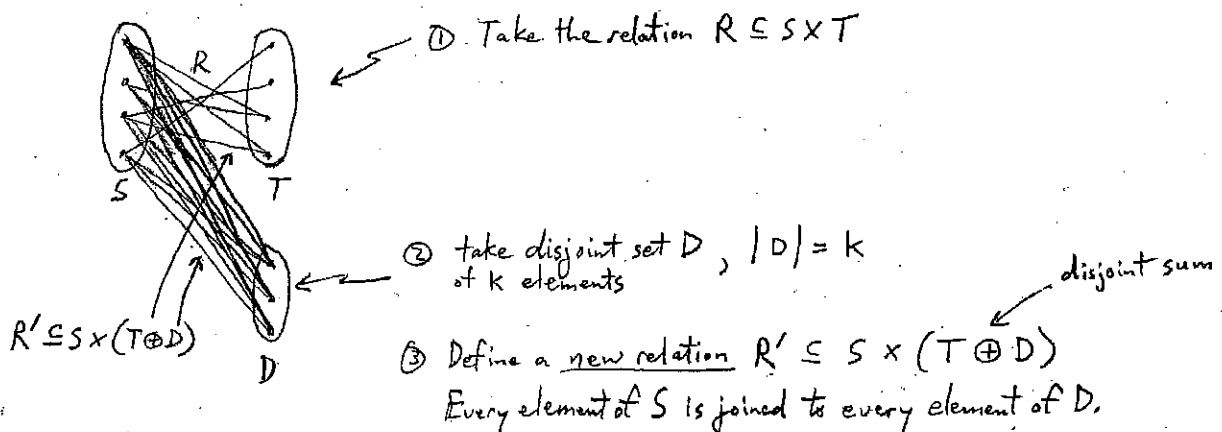 ① Take the relation R ⊆ S × T
R
S
T
② take disjoint set D, |D| = k
of k elements
disjoint sum
R' ⊆ S × (T ⊕ D)
D
③ Define a new relation R' ⊆ S × (T ⊕ D)
Every element of S is joined to every element of D.